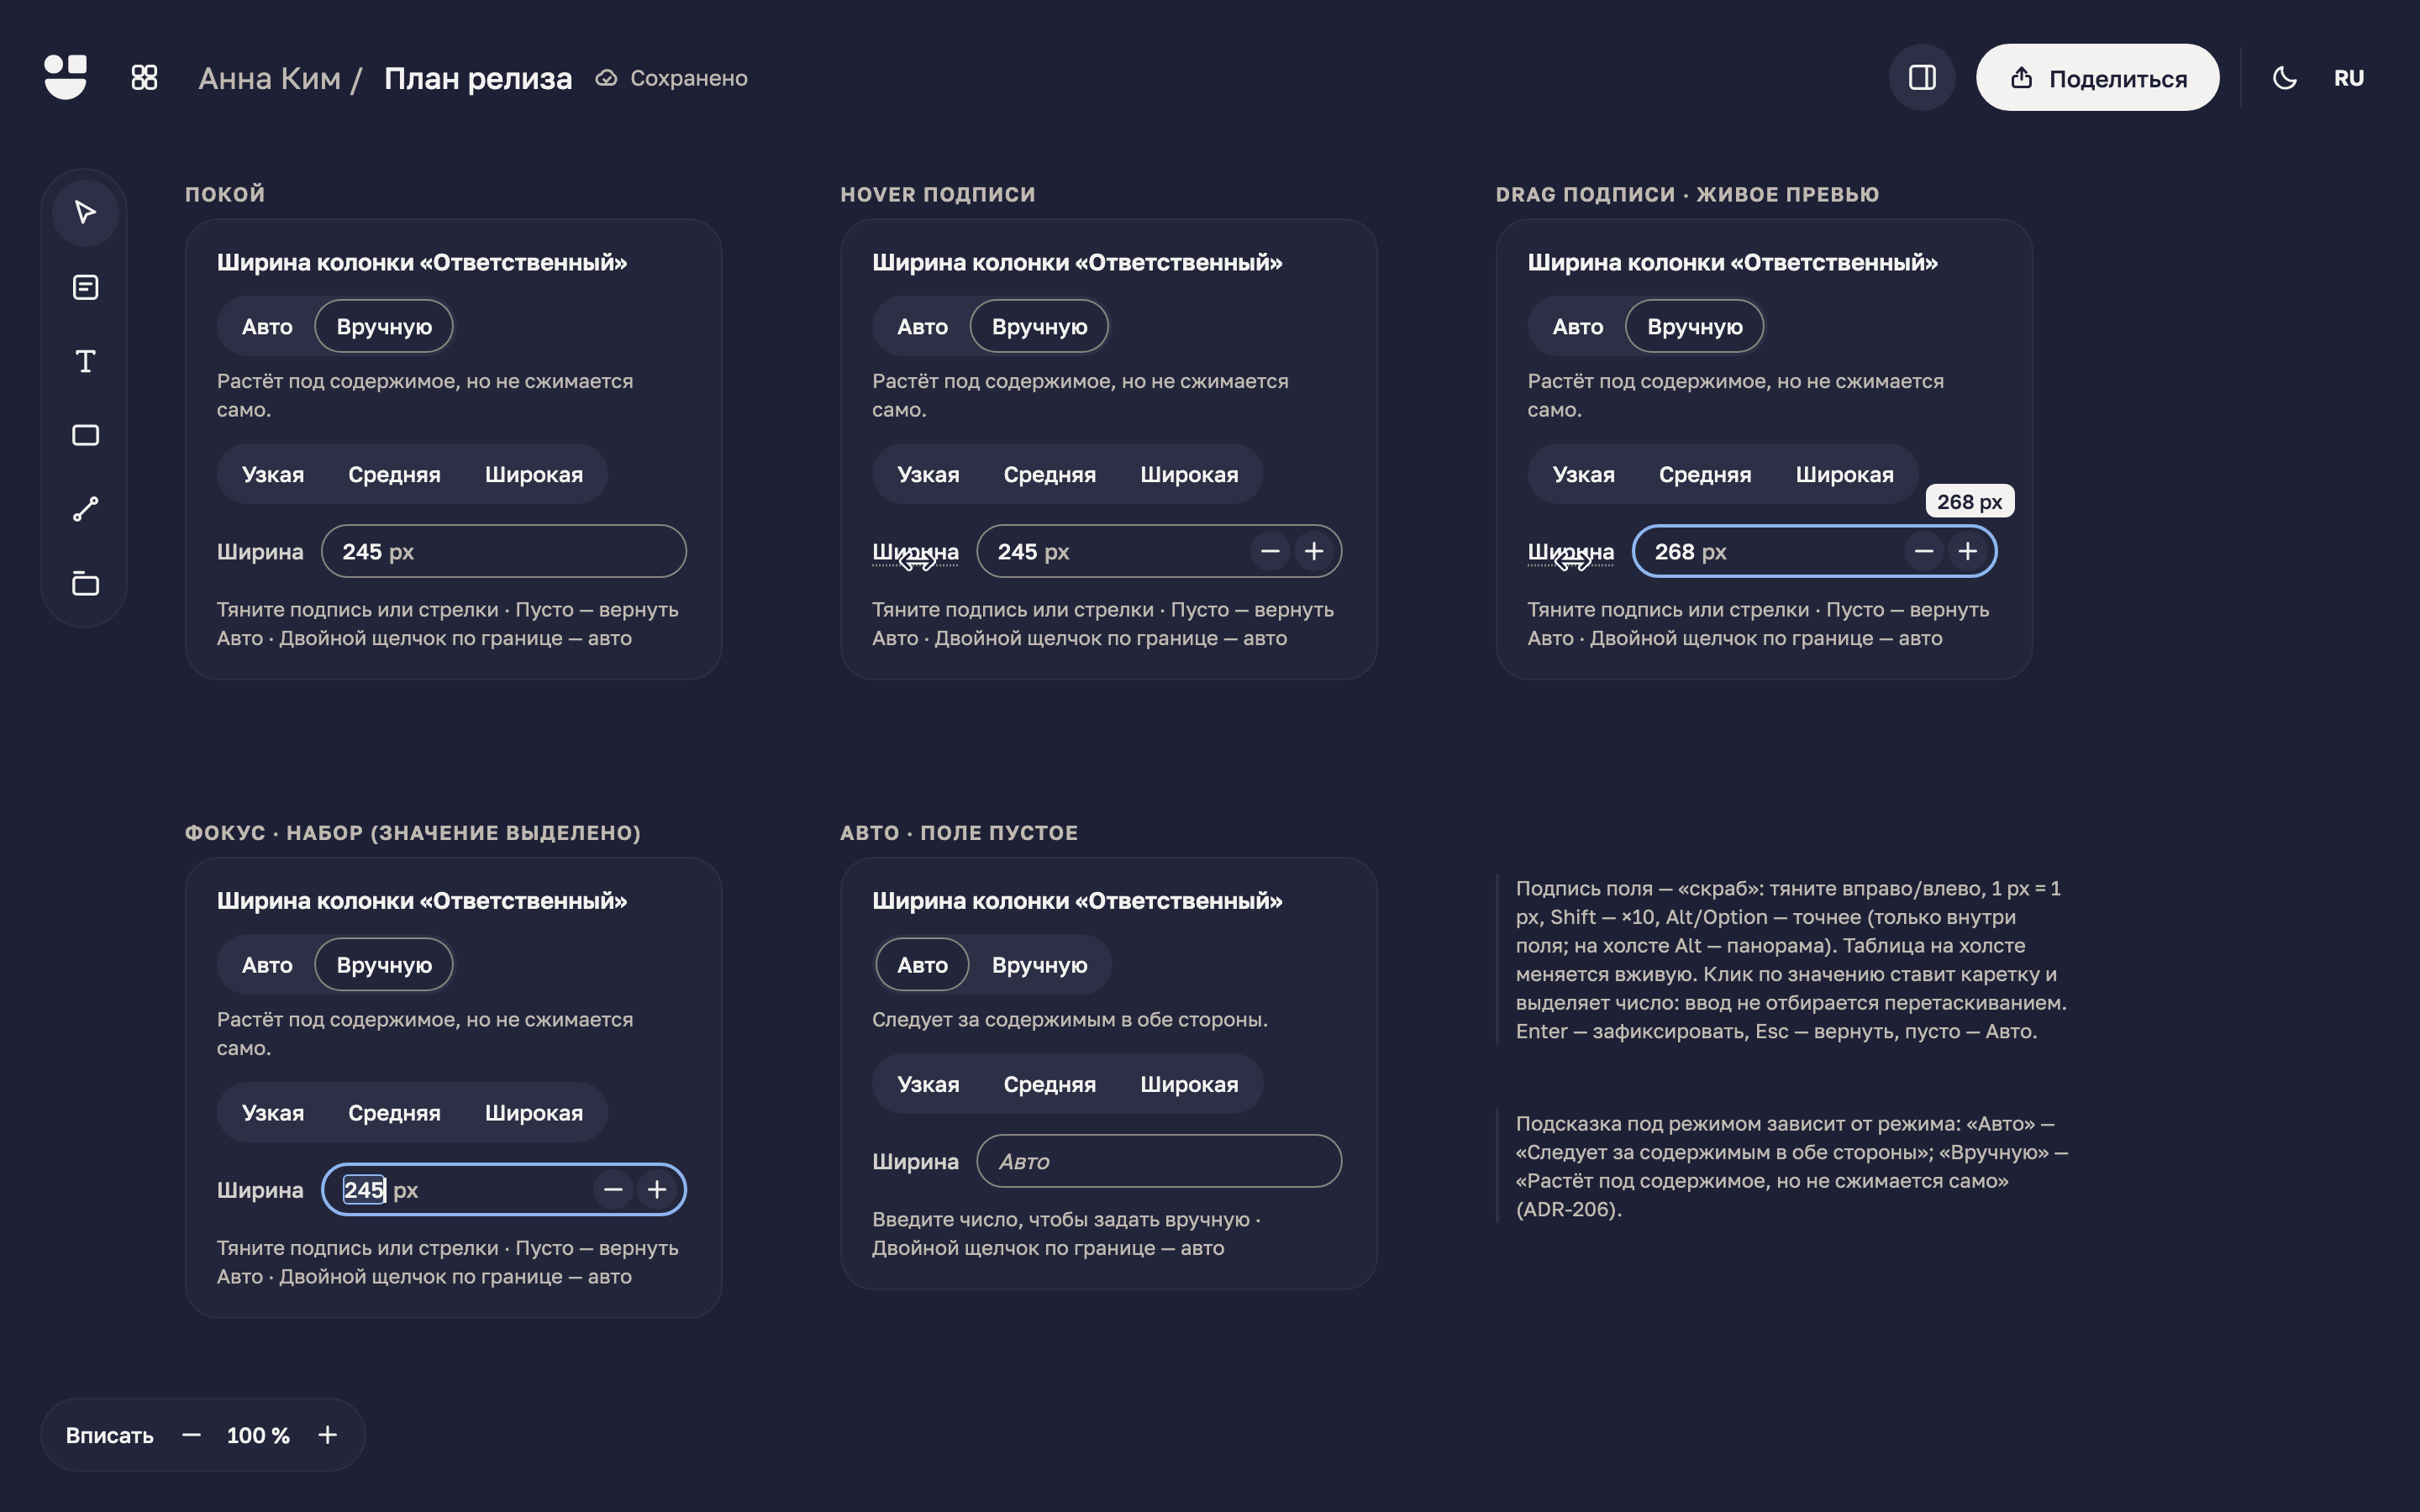 Анна Ким / План релиза Сохранено
Поделиться
RU
ПОКОЙ
Ширина колонки «Ответственный»
Авто Вручную
Растёт под содержимое, но не сжимается
само.
Узкая Средняя Широкая
Ширина 245 px
Тяните подпись или стрелки · Пусто — вернуть
Авто · Двойной щелчок по границе — авто
HOVER ПОДПИСИ
Ширина колонки «Ответственный»
Авто Вручную
Растёт под содержимое, но не сжимается
само.
Узкая Средняя Широкая
Ширина 245 px − +
Тяните подпись или стрелки · Пусто — вернуть
Авто · Двойной щелчок по границе — авто
DRAG ПОДПИСИ · ЖИВОЕ ПРЕВЬЮ
Ширина колонки «Ответственный»
Авто Вручную
Растёт под содержимое, но не сжимается
само.
Узкая Средняя Широкая
268 px
Ширина 268 px − +
Тяните подпись или стрелки · Пусто — вернуть
Авто · Двойной щелчок по границе — авто
ФОКУС · НАБОР (ЗНАЧЕНИЕ ВЫДЕЛЕНО)
Ширина колонки «Ответственный»
Авто Вручную
Растёт под содержимое, но не сжимается
само.
Узкая Средняя Широкая
Ширина 245 px − +
Тяните подпись или стрелки · Пусто — вернуть
Авто · Двойной щелчок по границе — авто
АВТО · ПОЛЕ ПУСТОЕ
Ширина колонки «Ответственный»
Авто Вручную
Следует за содержимым в обе стороны.
Узкая Средняя Широкая
Ширина Авто
Введите число, чтобы задать вручную ·
Двойной щелчок по границе — авто
Подпись поля — «скраб»: тяните вправо/влево, 1 px = 1
px, Shift — ×10, Alt/Option — точнее (только внутри
поля; на холсте Alt — панорама). Таблица на холсте
меняется вживую. Клик по значению ставит каретку и
выделяет число: ввод не отбирается перетаскиванием.
Enter — зафиксировать, Esc — вернуть, пусто — Авто.
Подсказка под режимом зависит от режима: «Авто» —
«Следует за содержимым в обе стороны»; «Вручную» —
«Растёт под содержимое, но не сжимается само»
(ADR-206).
Вписать − 100 % +